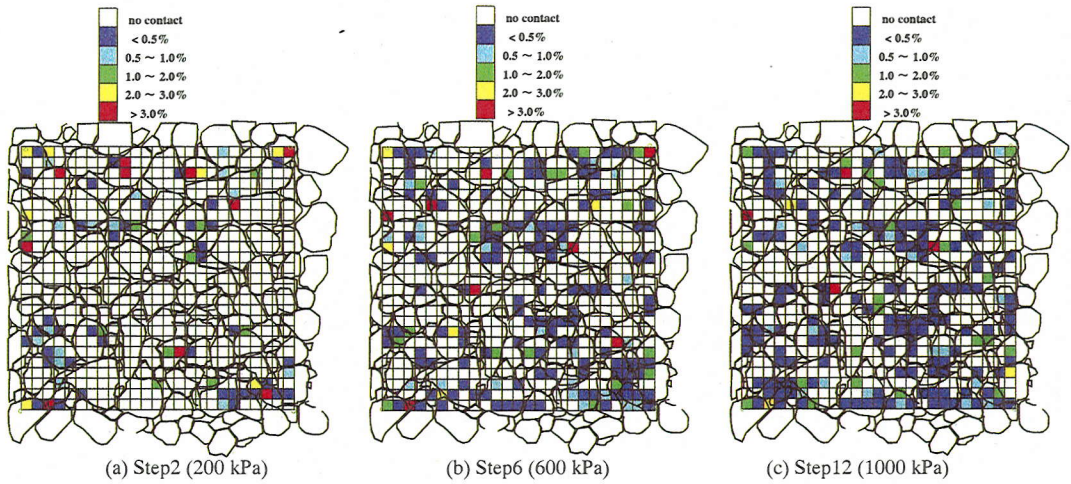 no contact
< 0.5%
0.5 ~ 1.0%
1.0 ~ 2.0%
2.0 ~ 3.0%
> 3.0%
no contact
< 0.5%
0.5 ~ 1.0%
1.0 ~ 2.0%
2.0 ~ 3.0%
> 3.0%
no contact
< 0.5%
0.5 ~ 1.0%
1.0 ~ 2.0%
2.0 ~ 3.0%
> 3.0%
(a) Step2 (200 kPa)
(b) Step6 (600 kPa)
(c) Step12 (1000 kPa)